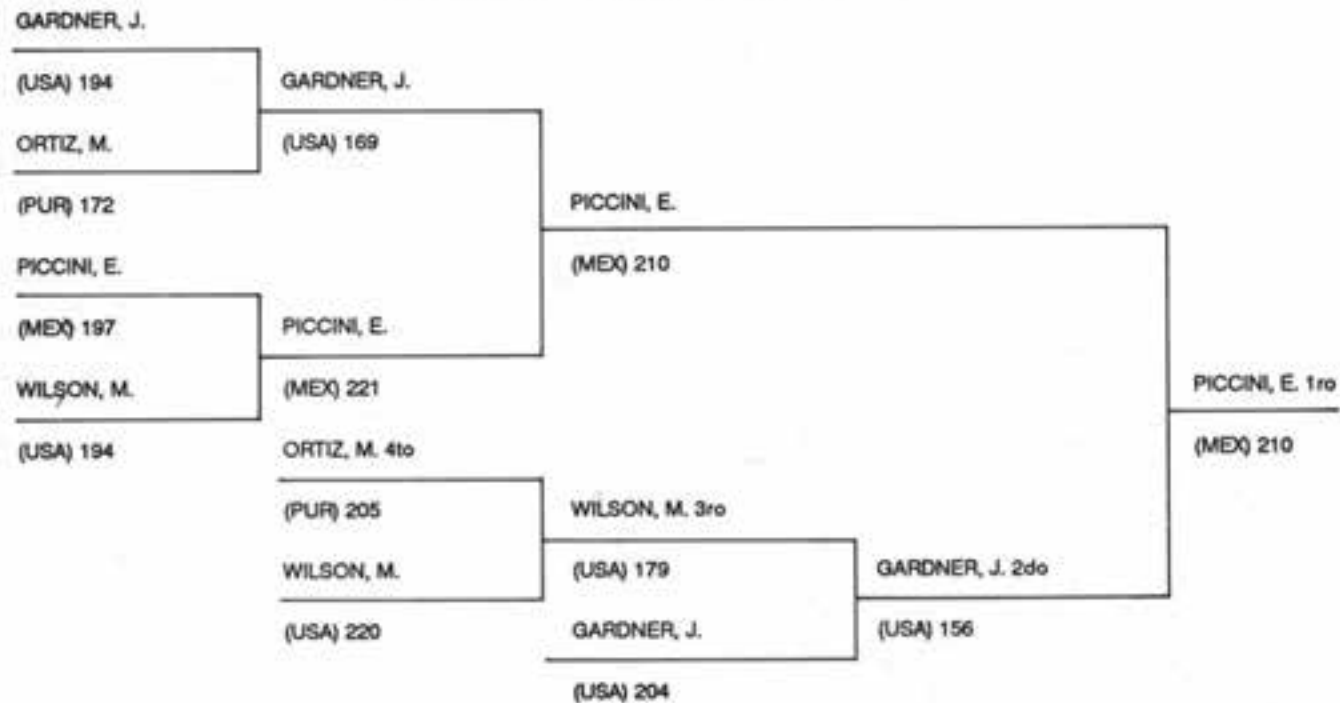 GARDNER, J.
(USA) 194
ORTIZ, M.
(PUR) 172
PICCINI, E.
(MEX) 197
WILSON, M.
(USA) 194
GARDNER, J.
(USA) 169
PICCINI, E.
(MEX) 221
ORTIZ, M. 4to
(PUR) 205
WILSON, M.
(USA) 220
PICCINI, E.
(MEX) 210
WILSON, M. 3ro
(USA) 179
GARDNER, J.
(USA) 204
GARDNER, J. 2do
(USA) 156
PICCINI, E. 1ro
(MEX) 210